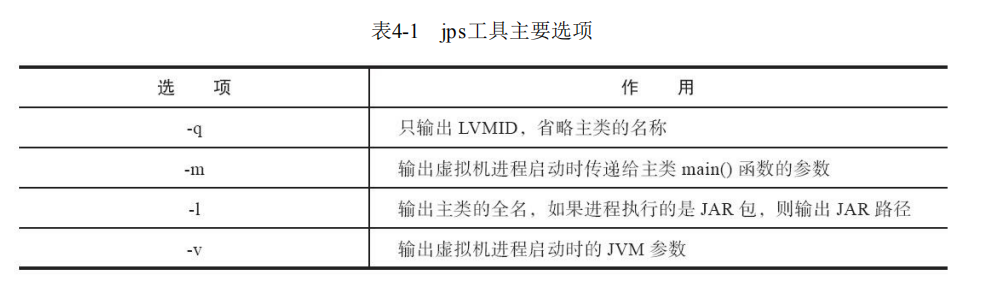 表4-1 jps工具主要选项
选 项 作 用
-q 只输出 LVMID，省略主类的名称
-m 输出虚拟机进程启动时传递给主类 main() 函数的参数
-l 输出主类的全名，如果进程执行的是 JAR 包，则输出 JAR 路径
-v 输出虚拟机进程启动时的 JVM 参数